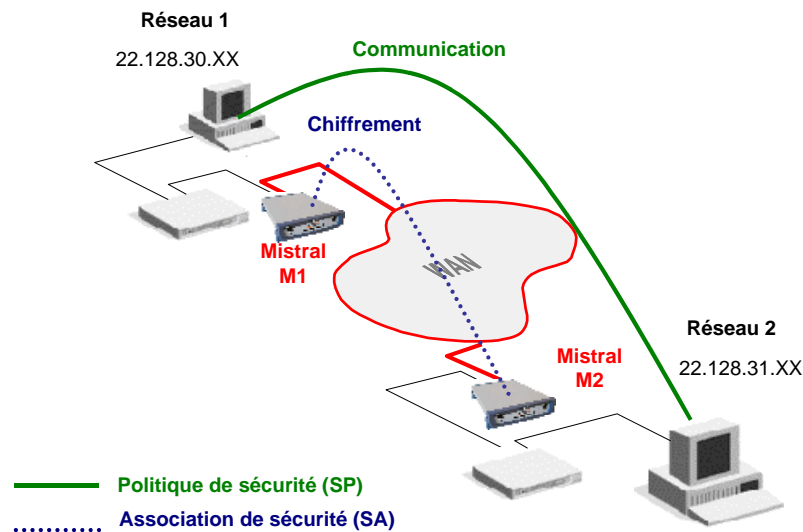 Réseau 1
22.128.30.XX
Communication
Chiffrement
Mistral
M1
WAN
Réseau 2
22.128.31.XX
Mistral
M2
Politique de sécurité (SP)
Association de sécurité (SA)